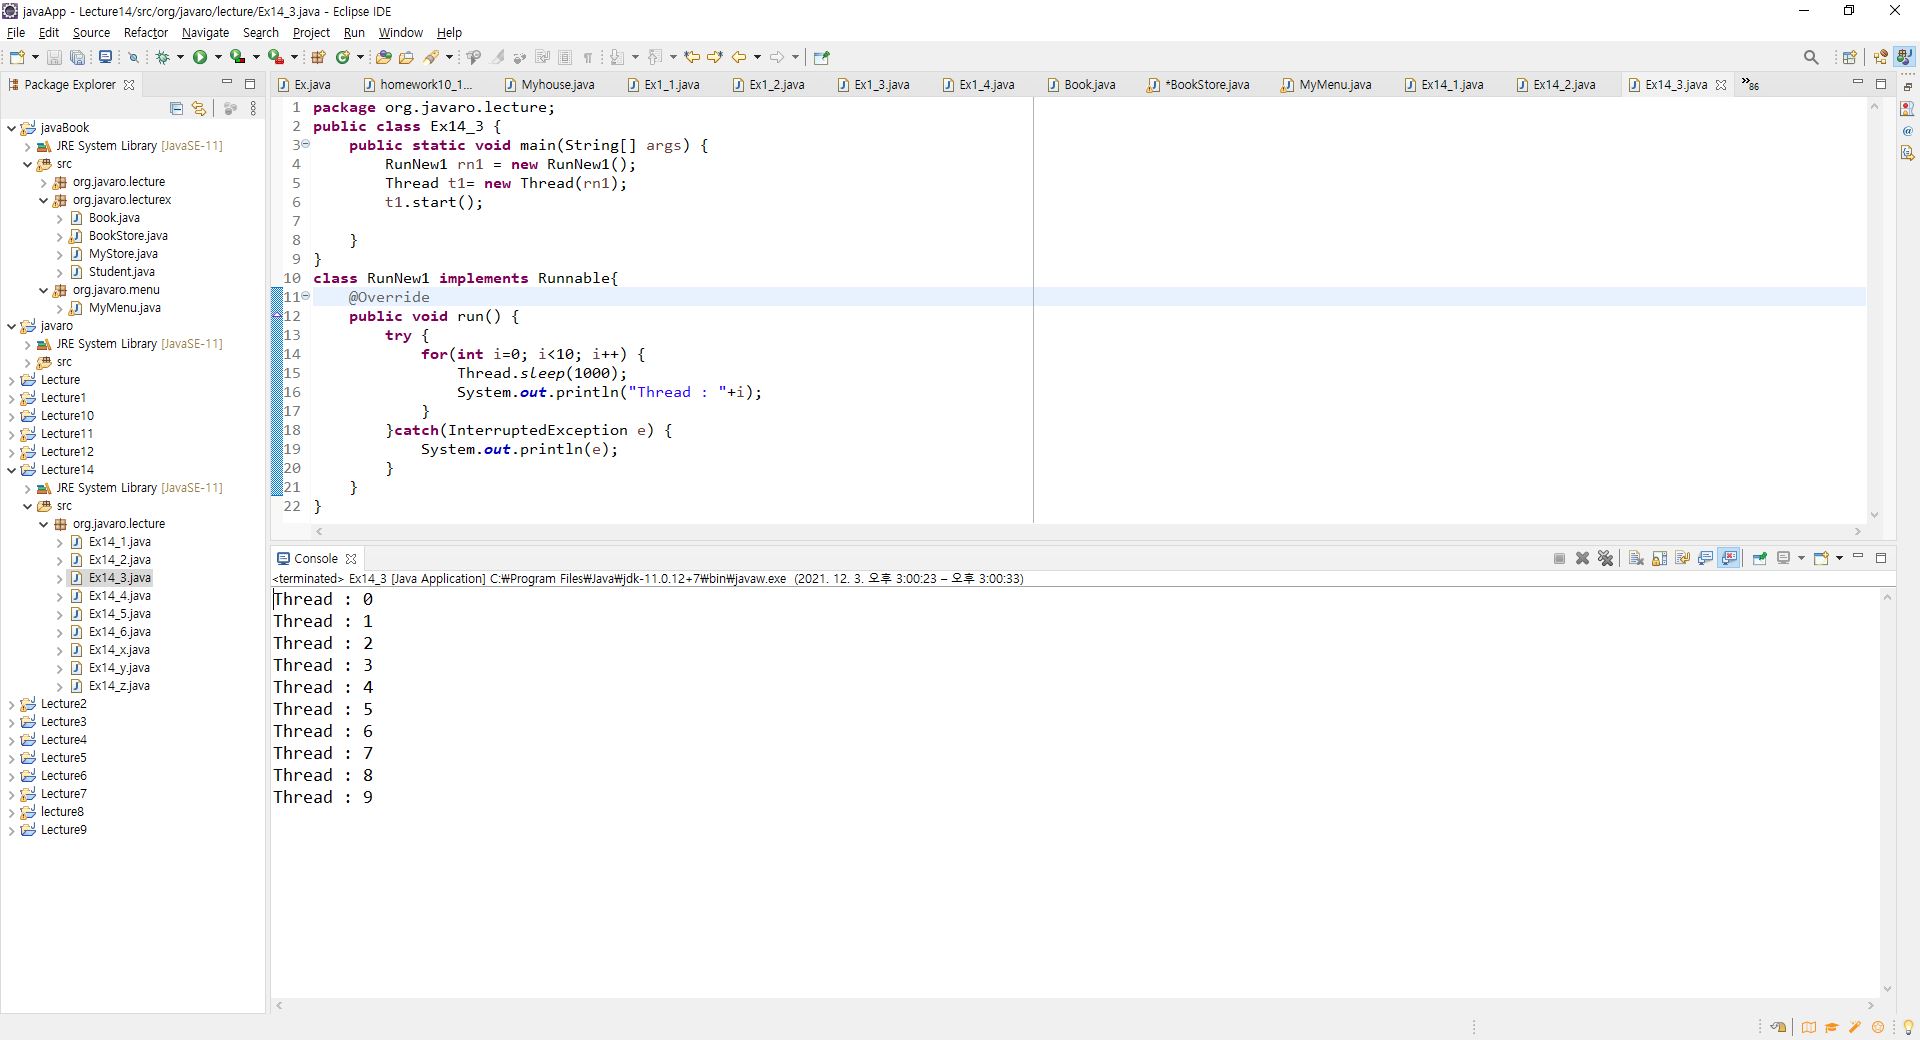 javaApp - Lecture14/src/org/javaro/lecture/Ex14_3.java - Eclipse IDE
File Edit Source Refactor Navigate Search Project Run Window Help
Package Explorer
javaBook
JRE System Library [JavaSE-11]
src
org.javaro.lecture
org.javaro.lecturex
Book.java
BookStore.java
MyStore.java
Student.java
org.javaro.menu
MyMenu.java
javaro
JRE System Library [JavaSE-11]
src
Lecture
Lecture1
Lecture10
Lecture11
Lecture12
Lecture14
JRE System Library [JavaSE-11]
src
org.javaro.lecture
Ex14_1.java
Ex14_2.java
Ex14_3.java
Ex14_4.java
Ex14_5.java
Ex14_6.java
Ex14_x.java
Ex14_y.java
Ex14_z.java
Lecture2
Lecture3
Lecture4
Lecture5
Lecture6
Lecture7
lecture8
Lecture9
Ex.java homework10_1... Myhouse.java Ex1_1.java Ex1_2.java Ex1_3.java Ex1_4.java Book.java *BookStore.java MyMenu.java Ex14_1.java Ex14_2.java Ex14_3.java »86
1 package org.javaro.lecture;
2 public class Ex14_3 {
3 public static void main(String[] args) {
4 RunNew1 rn1 = new RunNew1();
5 Thread t1= new Thread(rn1);
6 t1.start();
7
8 }
9 }
10 class RunNew1 implements Runnable{
11 @Override
12 public void run() {
13 try {
14 for(int i=0; i<10; i++) {
15 Thread.sleep(1000);
16 System.out.println("Thread : "+i);
17 }
18 }catch(InterruptedException e) {
19 System.out.println(e);
20 }
21 }
22 }
Console
<terminated> Ex14_3 [Java Application] C:₩Program Files₩Java₩jdk-11.0.12+7₩bin₩javaw.exe (2021. 12. 3. 오후 3:00:23 – 오후 3:00:33)
Thread : 0
Thread : 1
Thread : 2
Thread : 3
Thread : 4
Thread : 5
Thread : 6
Thread : 7
Thread : 8
Thread : 9